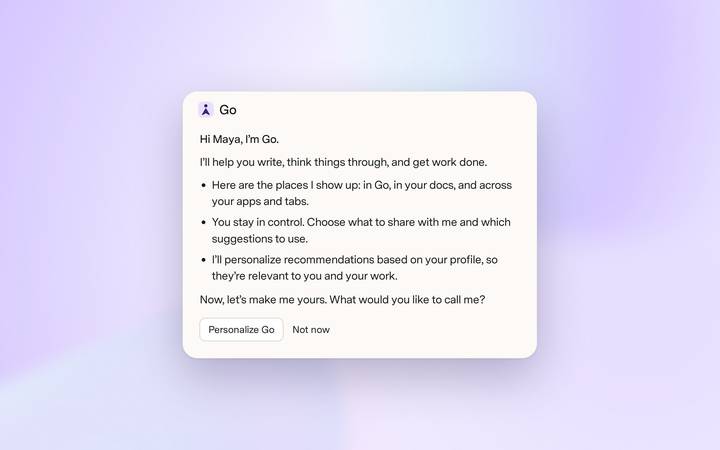 Go
Hi Maya, I’m Go.
I’ll help you write, think things through, and get work done.
• Here are the places I show up: in Go, in your docs, and across
your apps and tabs.
• You stay in control. Choose what to share with me and which
suggestions to use.
• I’ll personalize recommendations based on your profile, so
they’re relevant to you and your work.
Now, let’s make me yours. What would you like to call me?
Personalize Go Not now